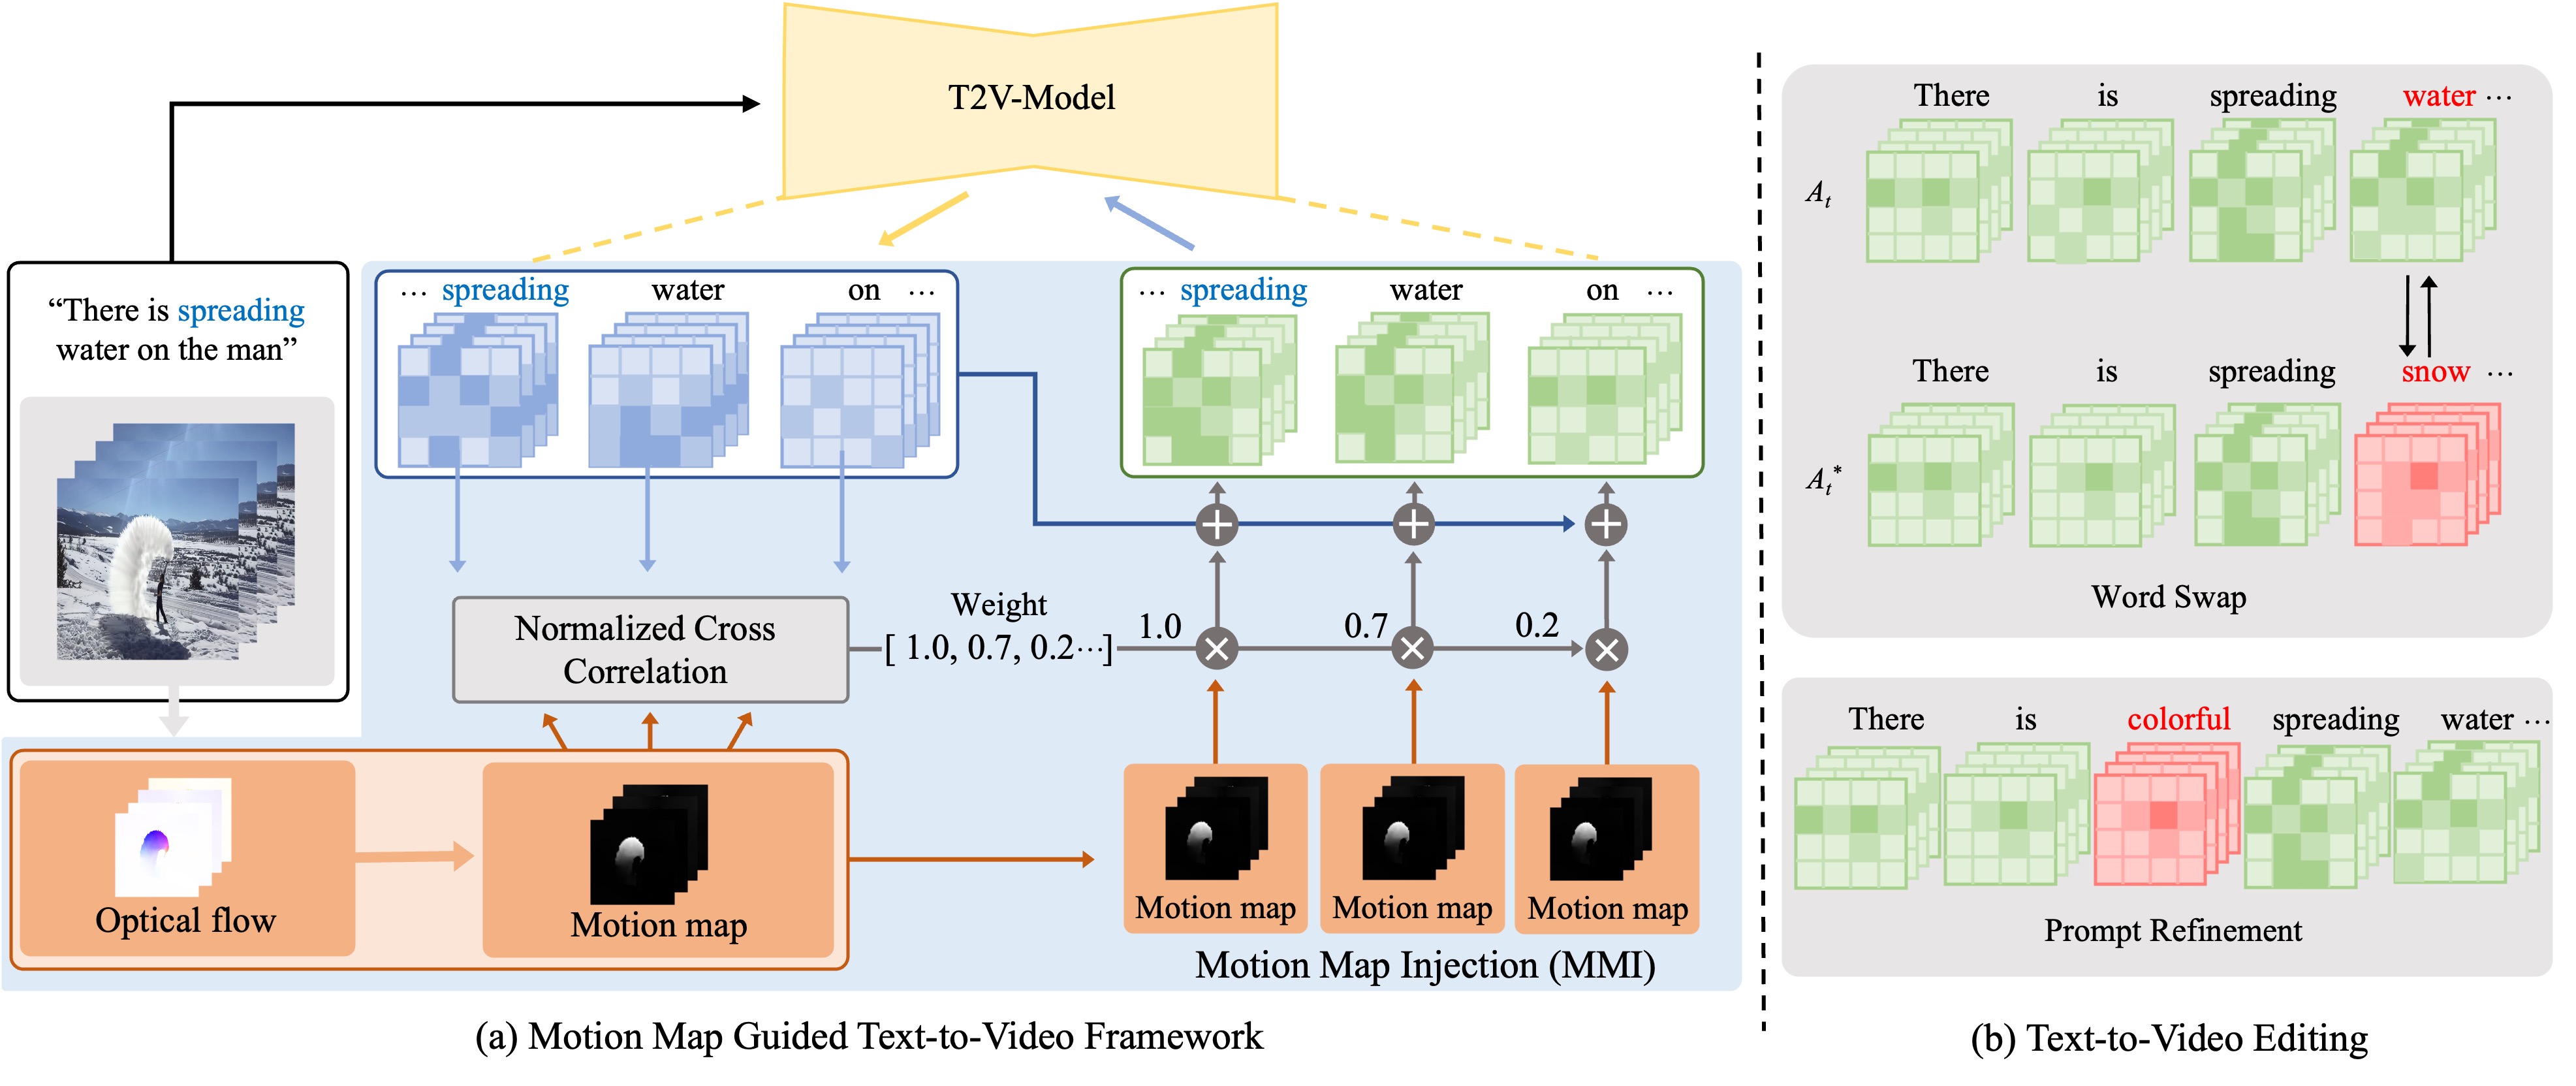 T2V-Model
“There is spreading
water on the man”
··· spreading water on ···
··· spreading water on ···
Normalized Cross
Correlation
Weight
[ 1.0, 0.7, 0.2···]
1.0 0.7 0.2
Optical flow
Motion map
Motion map Motion map Motion map
Motion Map Injection (MMI)
(a) Motion Map Guided Text-to-Video Framework
There is spreading water ···
At
There is spreading snow ···
At*
Word Swap
There is colorful spreading water ···
Prompt Refinement
(b) Text-to-Video Editing